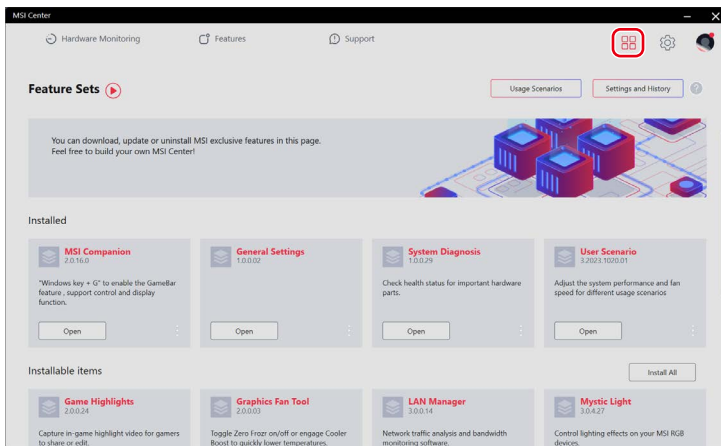 MSI Center
Hardware Monitoring
Features
Support
Feature Sets
Usage Scenarios
Settings and History
?
You can download, update or uninstall MSI exclusive features in this page.
Feel free to build your own MSI Center!
Installed
MSI Companion
2.0.16.0
"Windows key + G" to enable the GameBar
feature , support control and display
function.
Open
General Settings
1.0.0.02
Open
System Diagnosis
1.0.0.29
Check health status for important hardware
parts.
Open
User Scenario
3.2023.1020.01
Adjust the system performance and fan
speed for different usage scenarios
Open
Installable items
Install All
Game Highlights
2.0.0.24
Capture in-game highlight video for gamers
to share or edit.
Graphics Fan Tool
2.0.0.03
Toggle Zero Frozr on/off or engage Cooler
Boost to quickly lower temperatures.
LAN Manager
3.0.0.14
Network traffic analysis and bandwidth
monitoring software.
Mystic Light
3.0.4.27
Control lighting effects on your MSI RGB
devices.